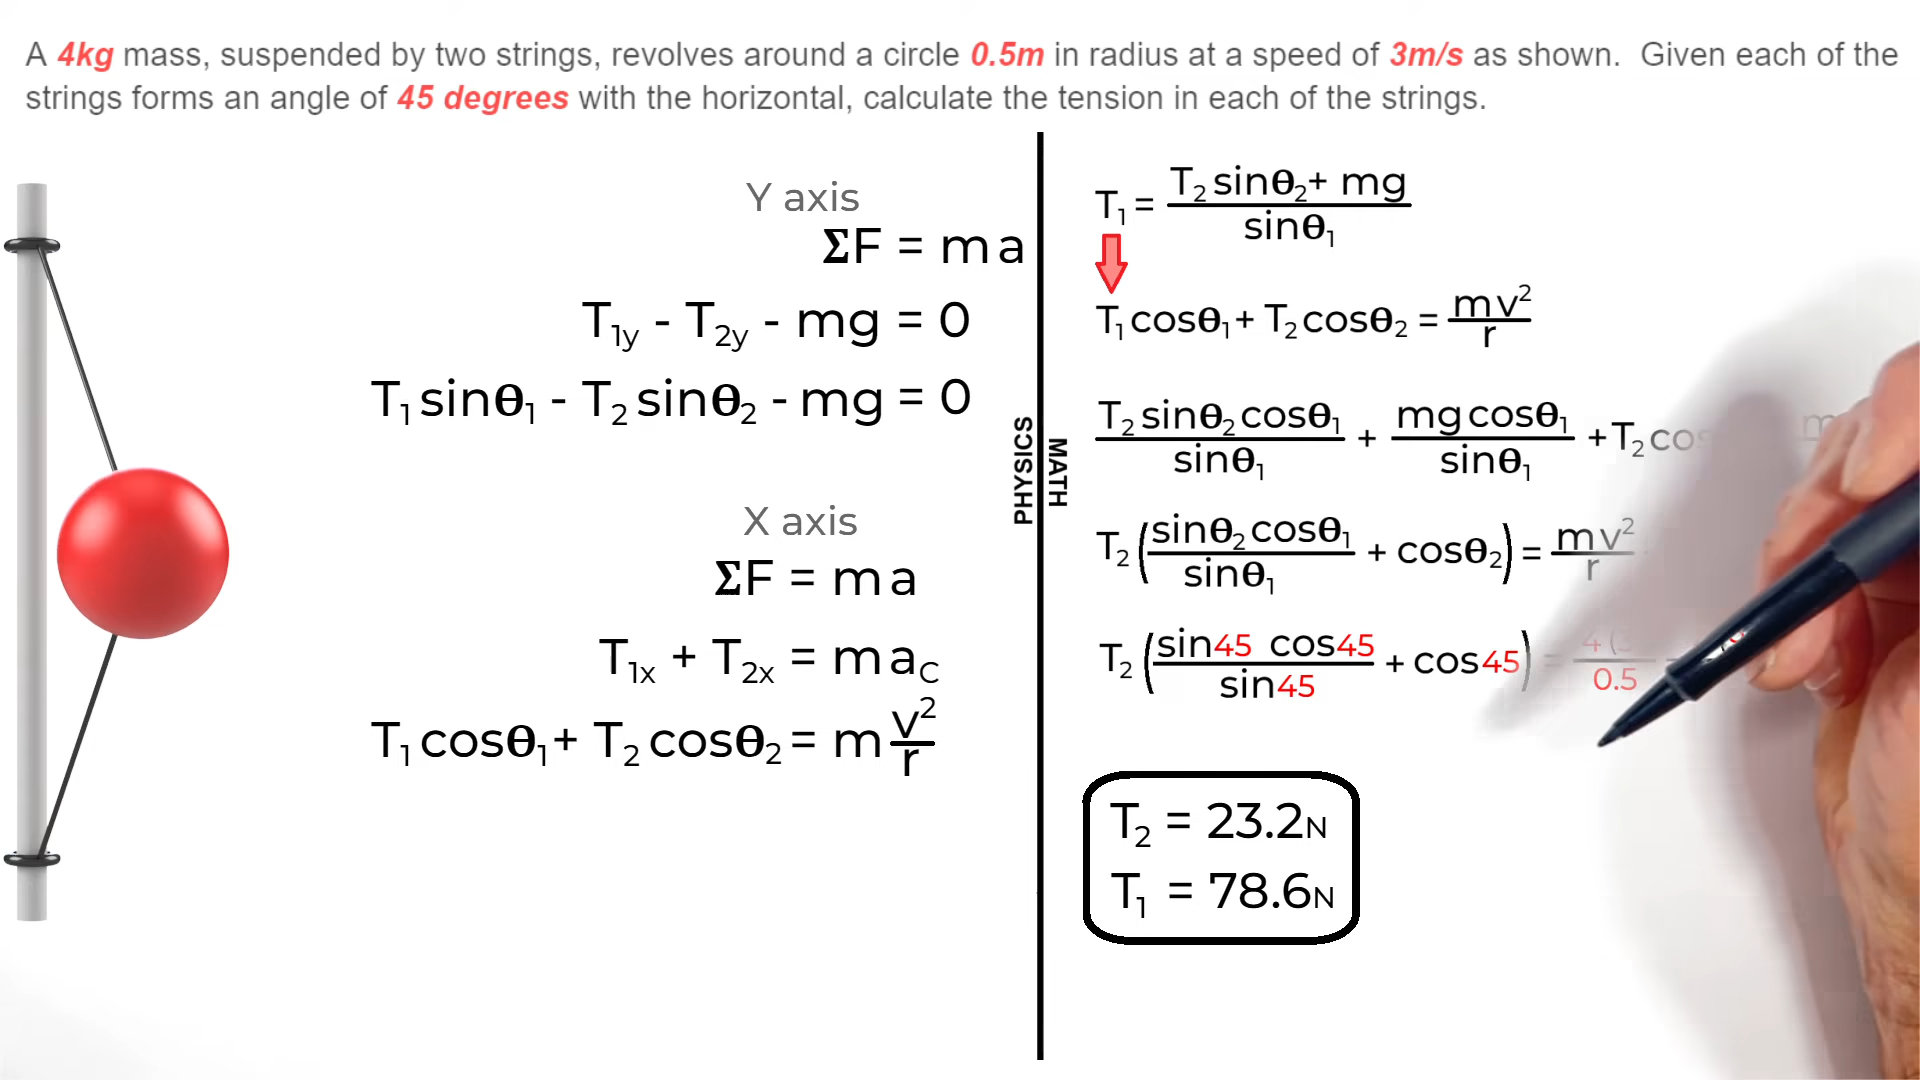 A 4kg mass, suspended by two strings, revolves around a circle 0.5m in radius at a speed of 3m/s as shown. Given each of the
strings forms an angle of 45 degrees with the horizontal, calculate the tension in each of the strings.
Y axis
ΣF = ma
T₁y - T₂y - mg = 0
T₁sinθ₁ - T₂sinθ₂ - mg = 0
X axis
ΣF = ma
T₁x + T₂x = maC
T₁cosθ₁ + T₂cosθ₂ = m v²/r
PHYSICS
MATH
T₁ = (T₂sinθ₂ + mg)/sinθ₁
T₁cosθ₁ + T₂cosθ₂ = mv²/r
T₂sinθ₂cosθ₁/sinθ₁ + mgcosθ₁/sinθ₁ + T₂cos
T₂(sinθ₂cosθ₁/sinθ₁ + cosθ₂) = mv²/r
T₂(sin45 cos45/sin45 + cos45) = 4(3/0.5
T₂ = 23.2N
T₁ = 78.6N